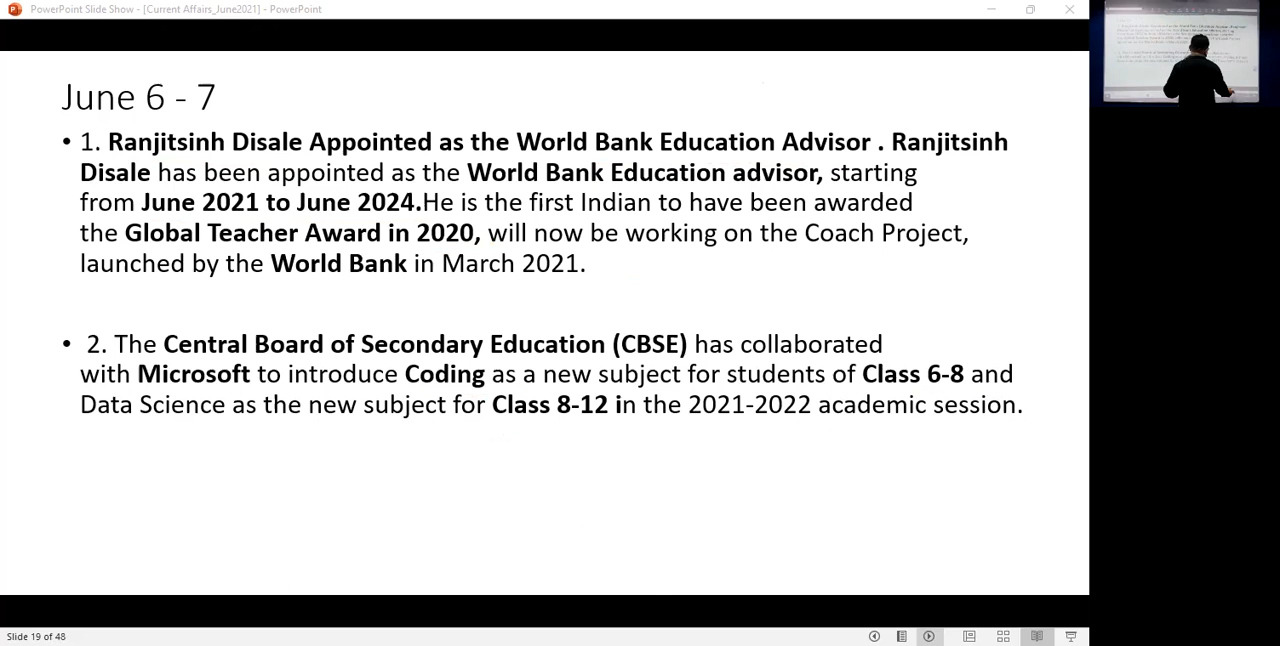 PowerPoint Slide Show - [Current Affairs_June2021] - PowerPoint
June 6 - 7
• 1. Ranjitsinh Disale Appointed as the World Bank Education Advisor . Ranjitsinh
Disale has been appointed as the World Bank Education advisor, starting
from June 2021 to June 2024.He is the first Indian to have been awarded
the Global Teacher Award in 2020, will now be working on the Coach Project,
launched by the World Bank in March 2021.
• 2. The Central Board of Secondary Education (CBSE) has collaborated
with Microsoft to introduce Coding as a new subject for students of Class 6-8 and
Data Science as the new subject for Class 8-12 in the 2021-2022 academic session.
Slide 19 of 48